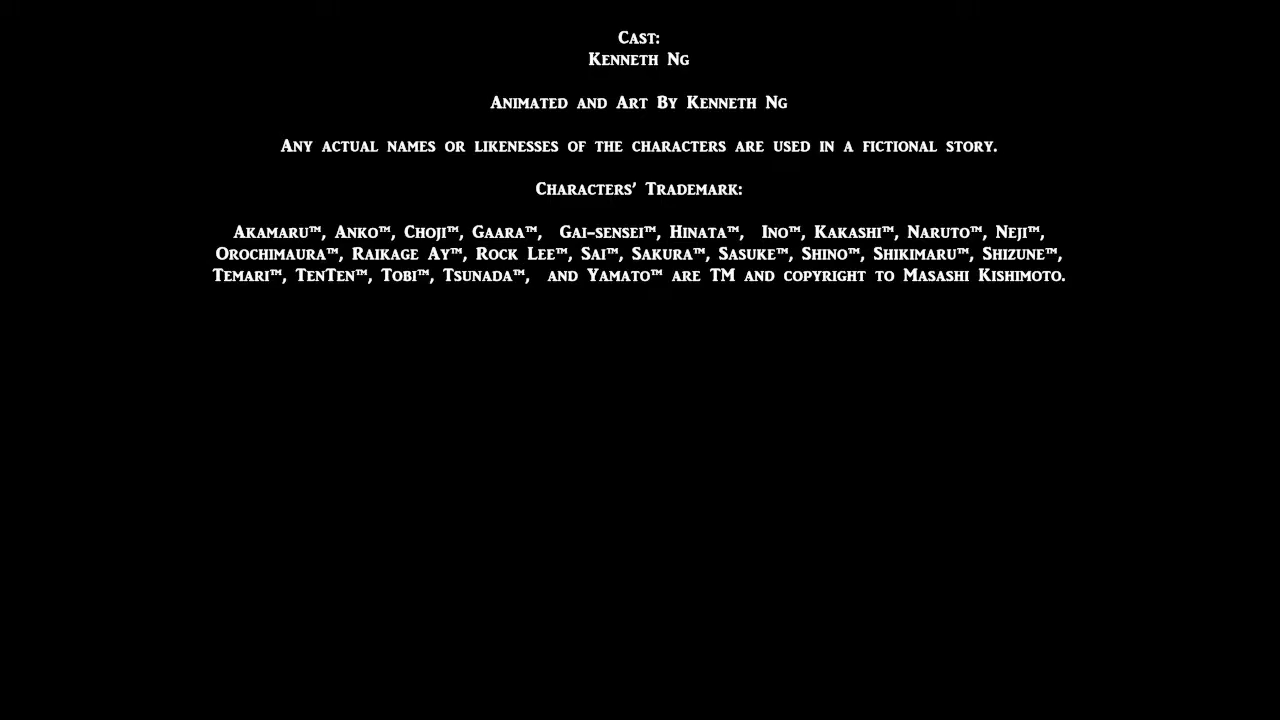 Cast:
Kenneth Ng
Animated and Art By Kenneth Ng
Any actual names or likenesses of the characters are used in a fictional story.
Characters' Trademark:
Akamaru™, Anko™, Choji™, Gaara™, Gai-sensei™, Hinata™, Ino™, Kakashi™, Naruto™, Neji™,
Orochimaura™, Raikage Ay™, Rock Lee™, Sai™, Sakura™, Sasuke™, Shino™, Shikimaru™, Shizune™,
Temari™, TenTen™, Tobi™, Tsunada™, and Yamato™ are TM and copyright to Masashi Kishimoto.